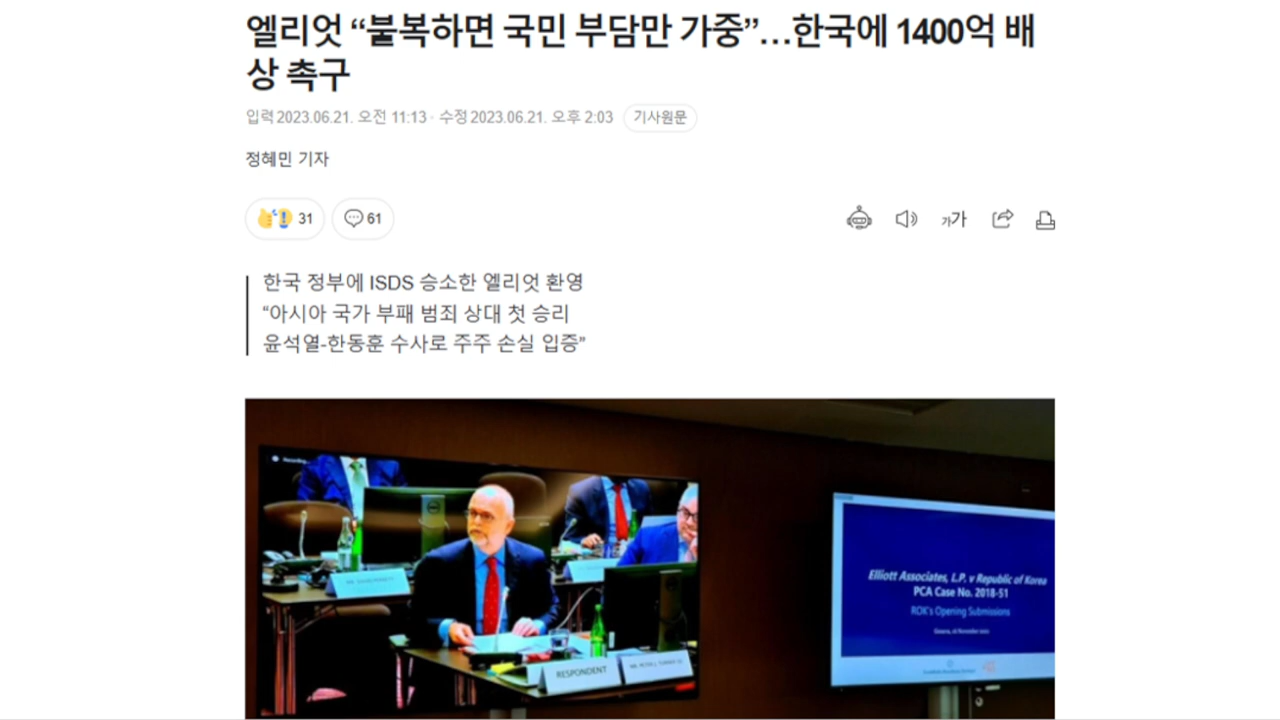 엘리엇 “불복하면 국민 부담만 가중”…한국에 1400억 배
상 촉구
입력 2023.06.21. 오전 11:13 · 수정 2023.06.21. 오후 2:03 기사원문
정혜민 기자
31 61
가가
한국 정부에 ISDS 승소한 엘리엇 환영
“아시아 국가 부패 범죄 상대 첫 승리
윤석열-한동훈 수사로 주주 손실 입증”
Elliott Associates, L.P. v Republic of Korea
PCA Case No. 2018-51
ROK's Opening Submissions
RESPONDENT